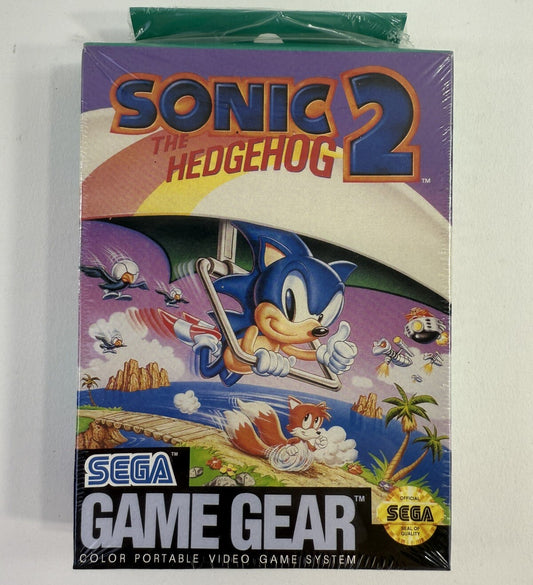 SONIC 2
THE
HEDGEHOG
TM
SEGA TM
GAME GEAR TM
COLOR PORTABLE VIDEO GAME SYSTEM
OFFICIAL
SEGA
SEAL OF
QUALITY